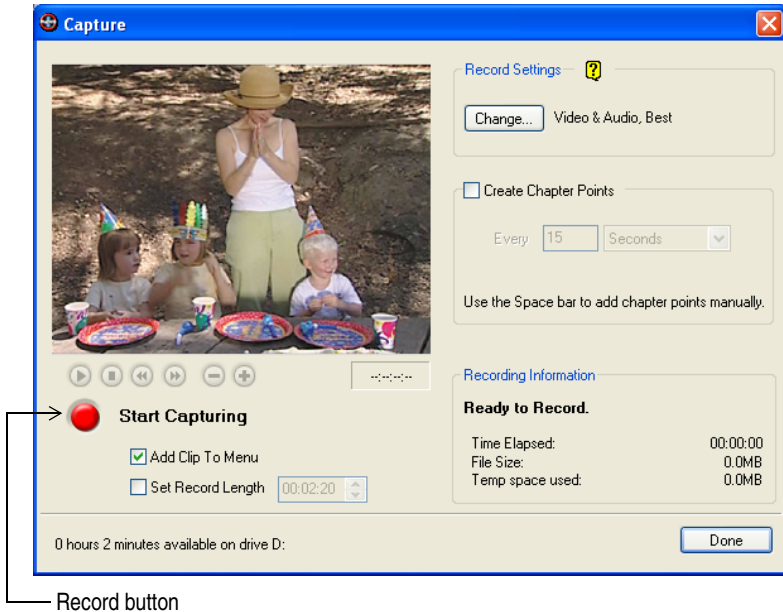 Capture
Record Settings ?
Change... Video & Audio, Best
Create Chapter Points
Every 15 Seconds
Use the Space bar to add chapter points manually.
--:--:--
Start Capturing
Add Clip To Menu
Set Record Length 00:02:20
Recording Information
Ready to Record.
Time Elapsed: 00:00:00
File Size: 0.0MB
Temp space used: 0.0MB
0 hours 2 minutes available on drive D:
Done
Record button